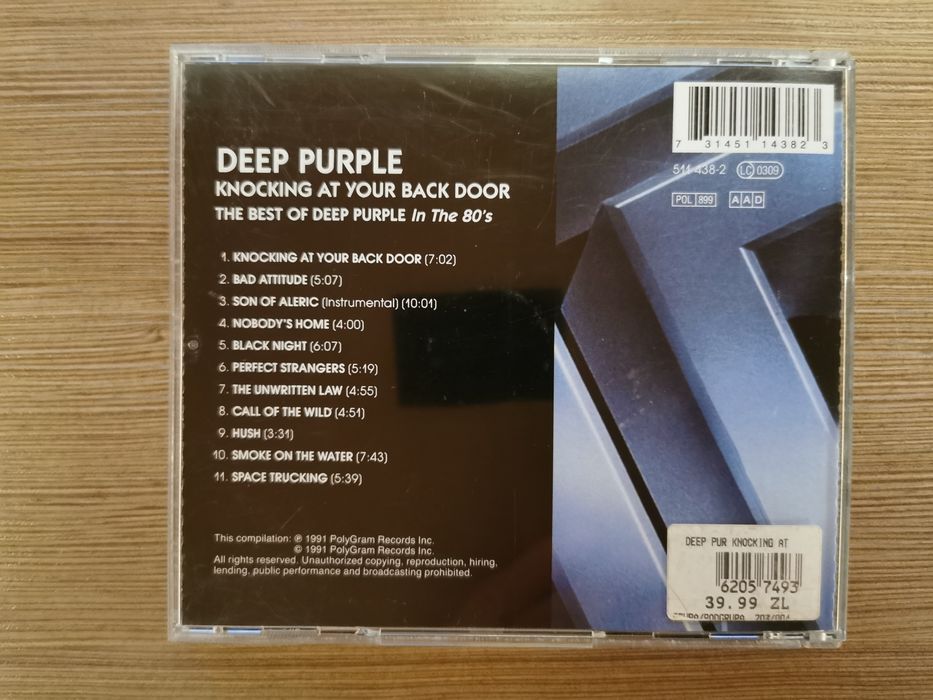 DEEP PURPLE
KNOCKING AT YOUR BACK DOOR
THE BEST OF DEEP PURPLE In The 80's
1. KNOCKING AT YOUR BACK DOOR (7:02)
2. BAD ATTITUDE (5:07)
3. SON OF ALERIC (Instrumental) (10:01)
4. NOBODY'S HOME (4:00)
5. BLACK NIGHT (6:07)
6. PERFECT STRANGERS (5:19)
7. THE UNWRITTEN LAW (4:55)
8. CALL OF THE WILD (4:51)
9. HUSH (3:31)
10. SMOKE ON THE WATER (7:43)
11. SPACE TRUCKING (5:39)
This compilation: ℗ 1991 PolyGram Records Inc.
© 1991 PolyGram Records Inc.
All rights reserved. Unauthorized copying, reproduction, hiring,
lending, public performance and broadcasting prohibited.
7 31451 14382 3
511 438-2 LC 0309
POL 899 AAD
DEEP PUR KNOCKING AT
6205 7493
39.99 ZL